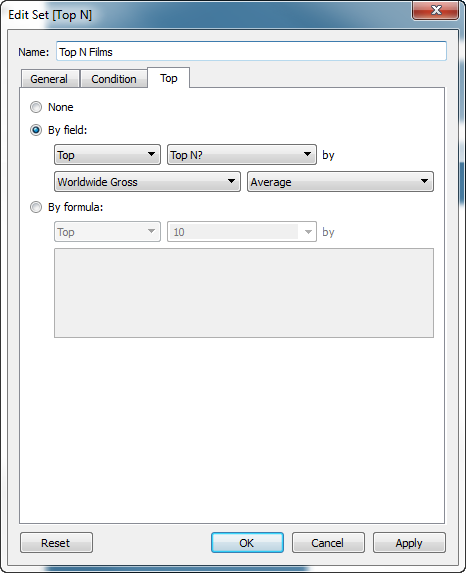 Edit Set [Top N]
Name: Top N Films
General Condition Top
None
By field:
Top Top N? by
Worldwide Gross Average
By formula:
Top 10 by
Reset OK Cancel Apply